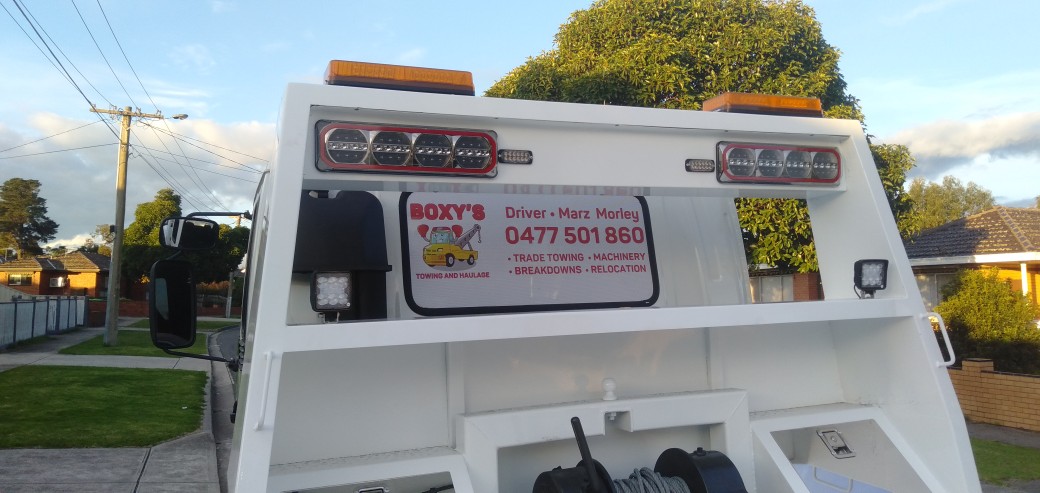 BOXY'S
TOWING AND HAULAGE
Driver • Marz Morley
0477 501 860
• TRADE TOWING • MACHINERY
• BREAKDOWNS • RELOCATION